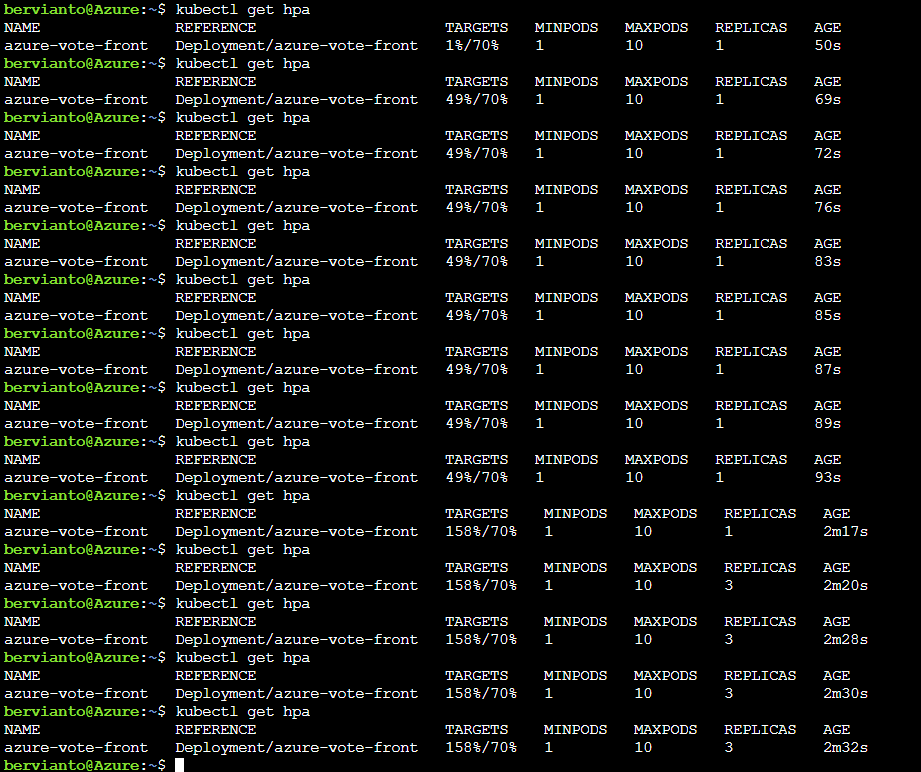 bervianto@Azure:~$ kubectl get hpa
NAME               REFERENCE                     TARGETS   MINPODS   MAXPODS   REPLICAS   AGE
azure-vote-front   Deployment/azure-vote-front   1%/70%    1         10        1          50s
bervianto@Azure:~$ kubectl get hpa
NAME               REFERENCE                     TARGETS   MINPODS   MAXPODS   REPLICAS   AGE
azure-vote-front   Deployment/azure-vote-front   49%/70%   1         10        1          69s
bervianto@Azure:~$ kubectl get hpa
NAME               REFERENCE                     TARGETS   MINPODS   MAXPODS   REPLICAS   AGE
azure-vote-front   Deployment/azure-vote-front   49%/70%   1         10        1          72s
bervianto@Azure:~$ kubectl get hpa
NAME               REFERENCE                     TARGETS   MINPODS   MAXPODS   REPLICAS   AGE
azure-vote-front   Deployment/azure-vote-front   49%/70%   1         10        1          76s
bervianto@Azure:~$ kubectl get hpa
NAME               REFERENCE                     TARGETS   MINPODS   MAXPODS   REPLICAS   AGE
azure-vote-front   Deployment/azure-vote-front   49%/70%   1         10        1          83s
bervianto@Azure:~$ kubectl get hpa
NAME               REFERENCE                     TARGETS   MINPODS   MAXPODS   REPLICAS   AGE
azure-vote-front   Deployment/azure-vote-front   49%/70%   1         10        1          85s
bervianto@Azure:~$ kubectl get hpa
NAME               REFERENCE                     TARGETS   MINPODS   MAXPODS   REPLICAS   AGE
azure-vote-front   Deployment/azure-vote-front   49%/70%   1         10        1          87s
bervianto@Azure:~$ kubectl get hpa
NAME               REFERENCE                     TARGETS   MINPODS   MAXPODS   REPLICAS   AGE
azure-vote-front   Deployment/azure-vote-front   49%/70%   1         10        1          89s
bervianto@Azure:~$ kubectl get hpa
NAME               REFERENCE                     TARGETS   MINPODS   MAXPODS   REPLICAS   AGE
azure-vote-front   Deployment/azure-vote-front   49%/70%   1         10        1          93s
bervianto@Azure:~$ kubectl get hpa
NAME               REFERENCE                     TARGETS    MINPODS   MAXPODS   REPLICAS   AGE
azure-vote-front   Deployment/azure-vote-front   158%/70%   1         10        1          2m17s
bervianto@Azure:~$ kubectl get hpa
NAME               REFERENCE                     TARGETS    MINPODS   MAXPODS   REPLICAS   AGE
azure-vote-front   Deployment/azure-vote-front   158%/70%   1         10        3          2m20s
bervianto@Azure:~$ kubectl get hpa
NAME               REFERENCE                     TARGETS    MINPODS   MAXPODS   REPLICAS   AGE
azure-vote-front   Deployment/azure-vote-front   158%/70%   1         10        3          2m28s
bervianto@Azure:~$ kubectl get hpa
NAME               REFERENCE                     TARGETS    MINPODS   MAXPODS   REPLICAS   AGE
azure-vote-front   Deployment/azure-vote-front   158%/70%   1         10        3          2m30s
bervianto@Azure:~$ kubectl get hpa
NAME               REFERENCE                     TARGETS    MINPODS   MAXPODS   REPLICAS   AGE
azure-vote-front   Deployment/azure-vote-front   158%/70%   1         10        3          2m32s
bervianto@Azure:~$